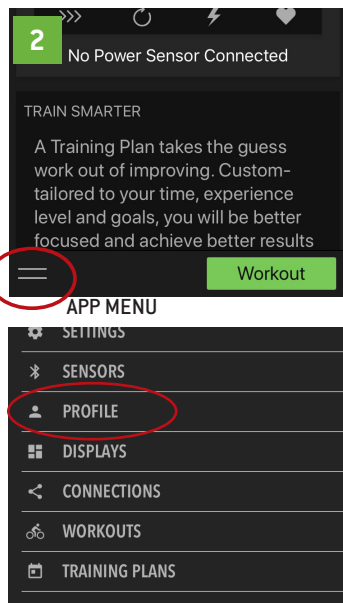 2
No Power Sensor Connected
TRAIN SMARTER
A Training Plan takes the guess
work out of improving. Custom-
tailored to your time, experience
level and goals, you will be better
focused and achieve better results
Workout
APP MENU
SETTINGS
SENSORS
PROFILE
DISPLAYS
CONNECTIONS
WORKOUTS
TRAINING PLANS